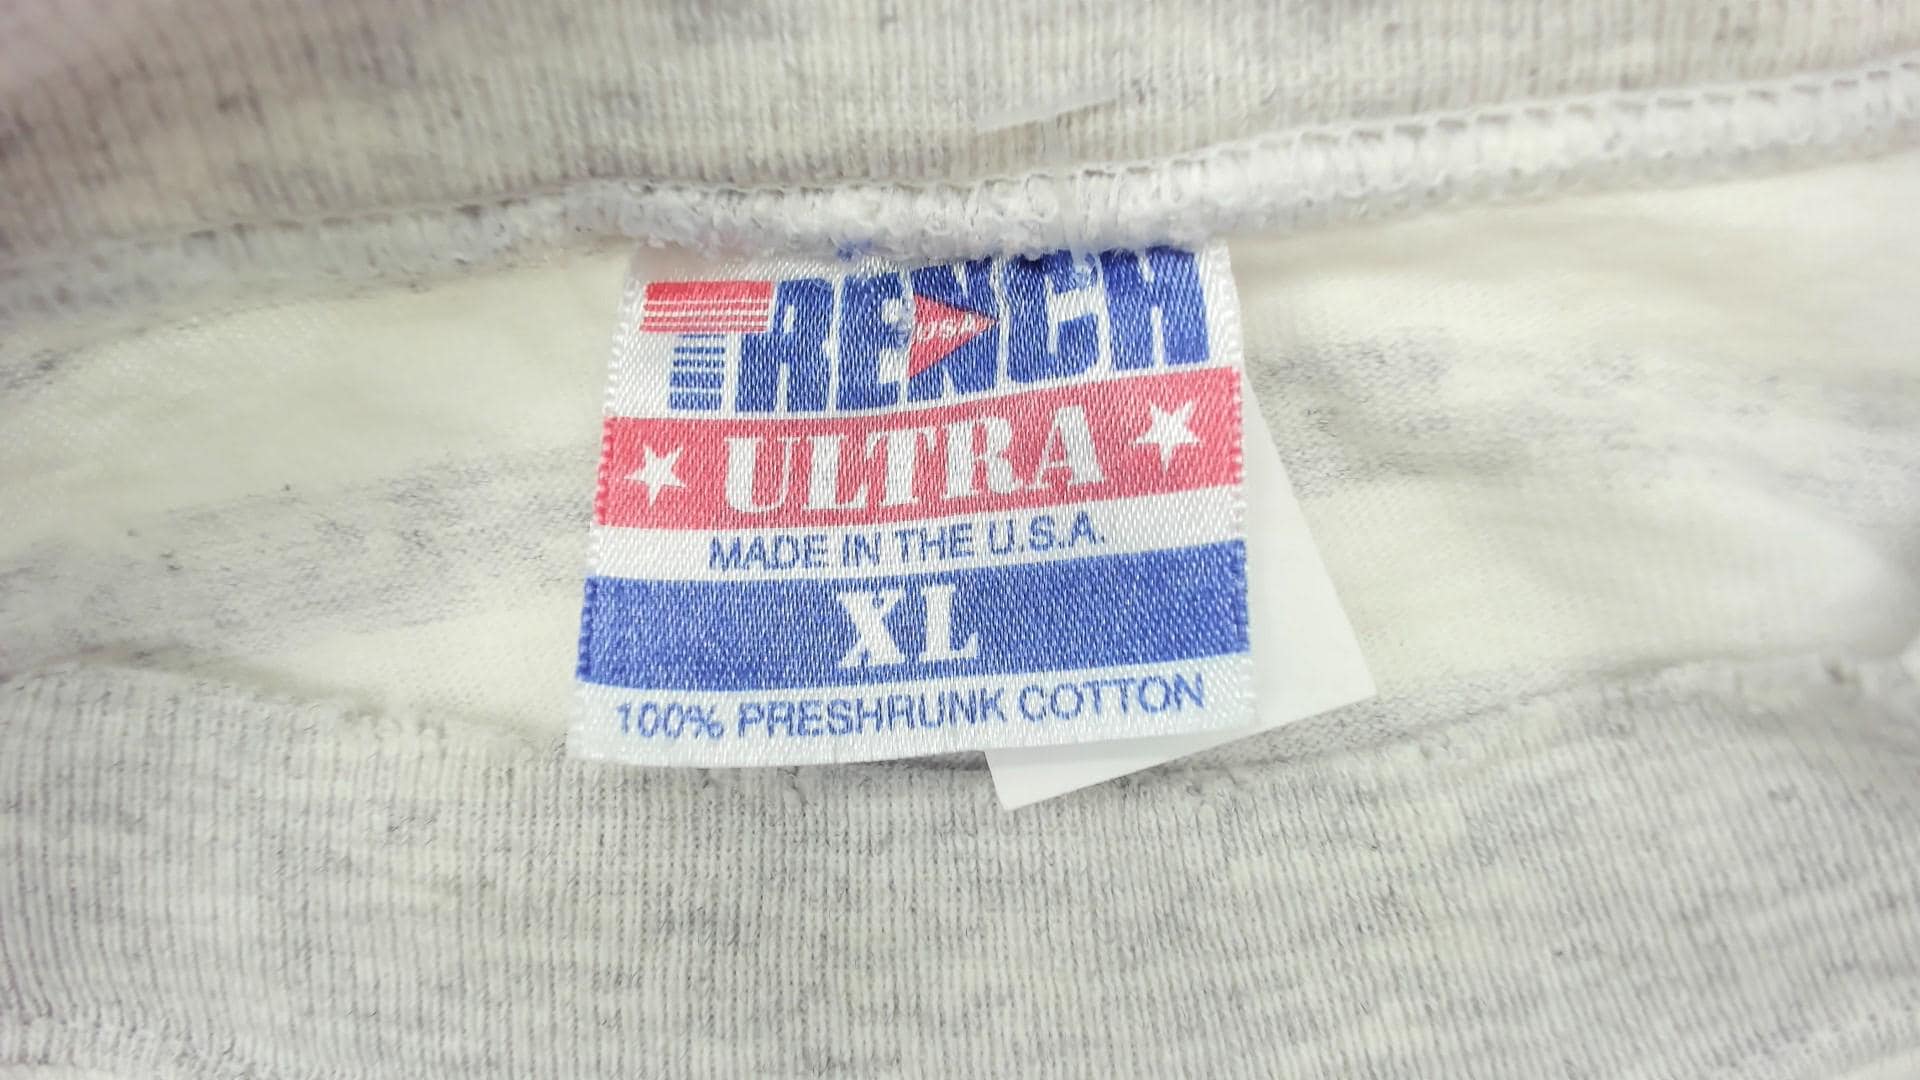 TRENCH
USA
ULTRA
MADE IN THE U.S.A.
XL
100% PRESHRUNK COTTON